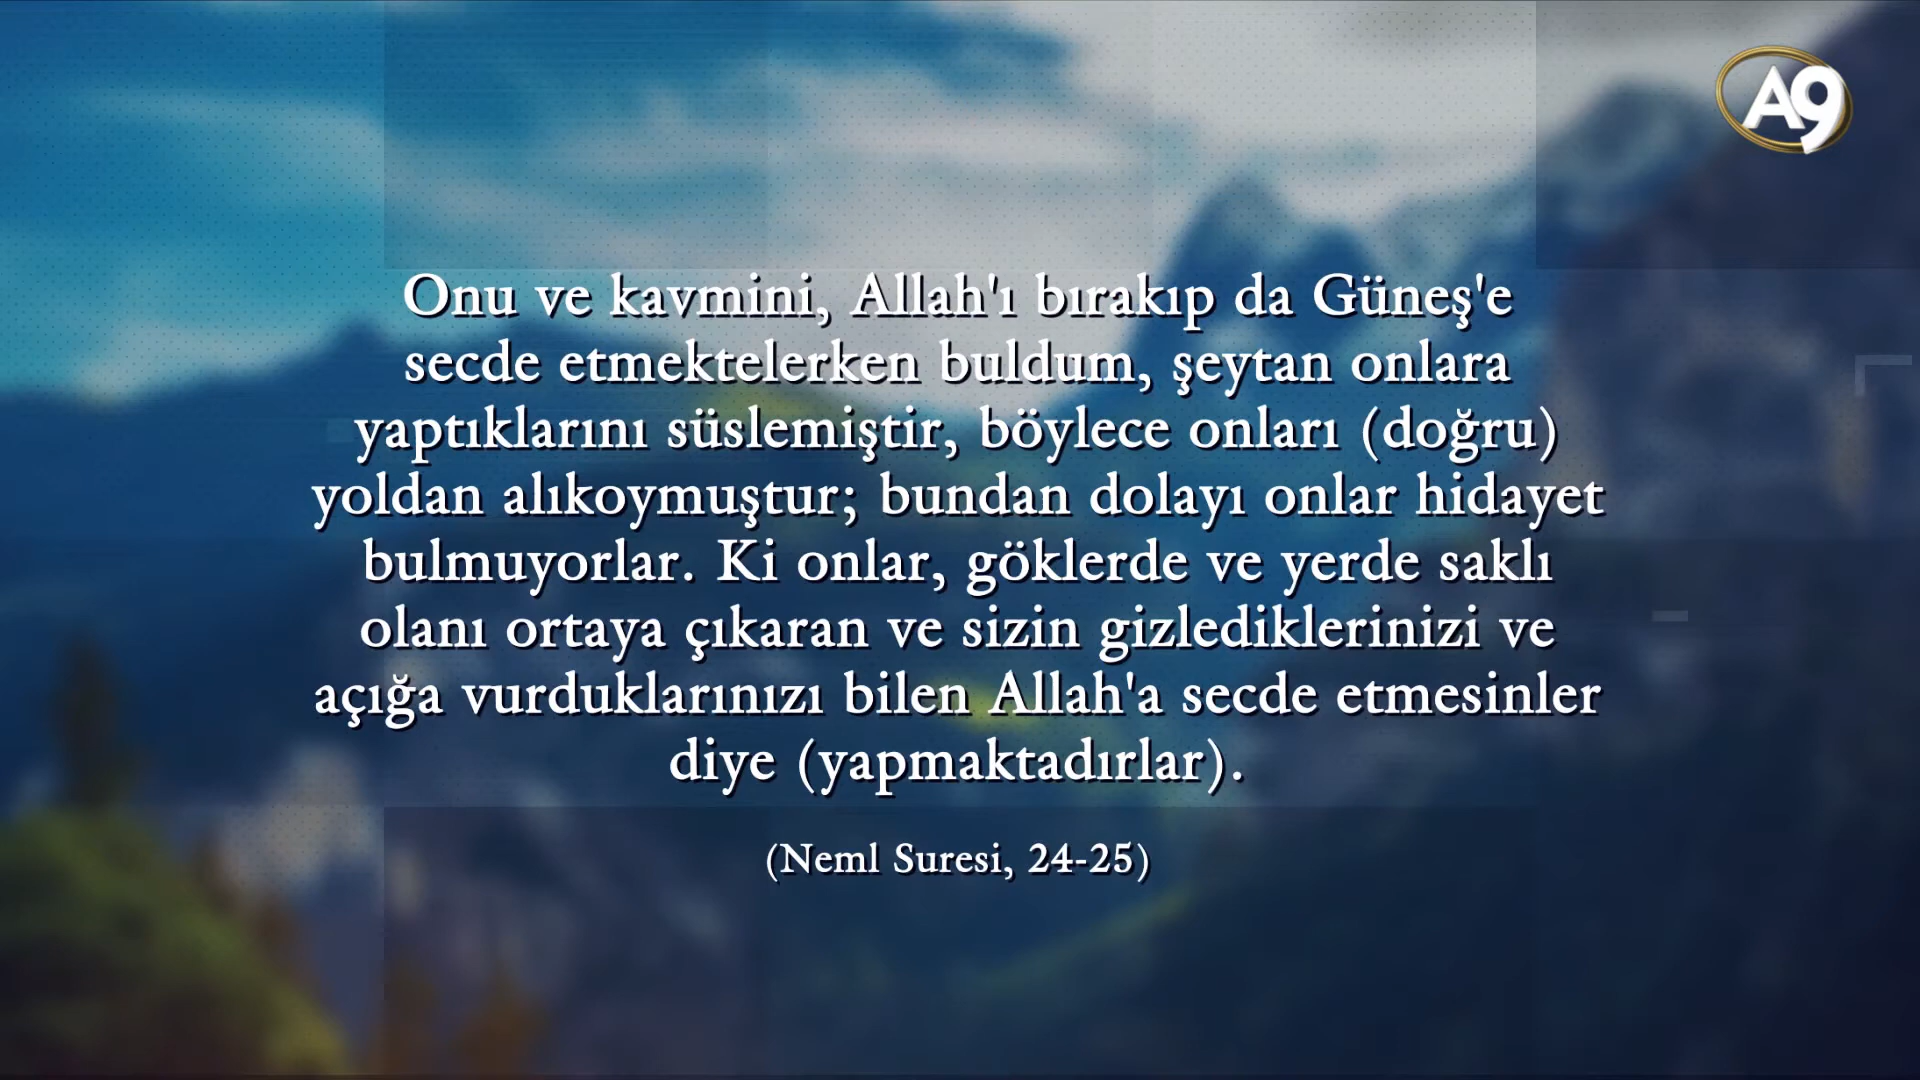 A9
Onu ve kavmini, Allah'ı bırakıp da Güneş'e
secde etmektelerken buldum, şeytan onlara
yaptıklarını süslemiştir, böylece onları (doğru)
yoldan alıkoymuştur; bundan dolayı onlar hidayet
bulmuyorlar. Ki onlar, göklerde ve yerde saklı
olanı ortaya çıkaran ve sizin gizlediklerinizi ve
açığa vurduklarınızı bilen Allah'a secde etmesinler
diye (yapmaktadırlar).
(Neml Suresi, 24-25)